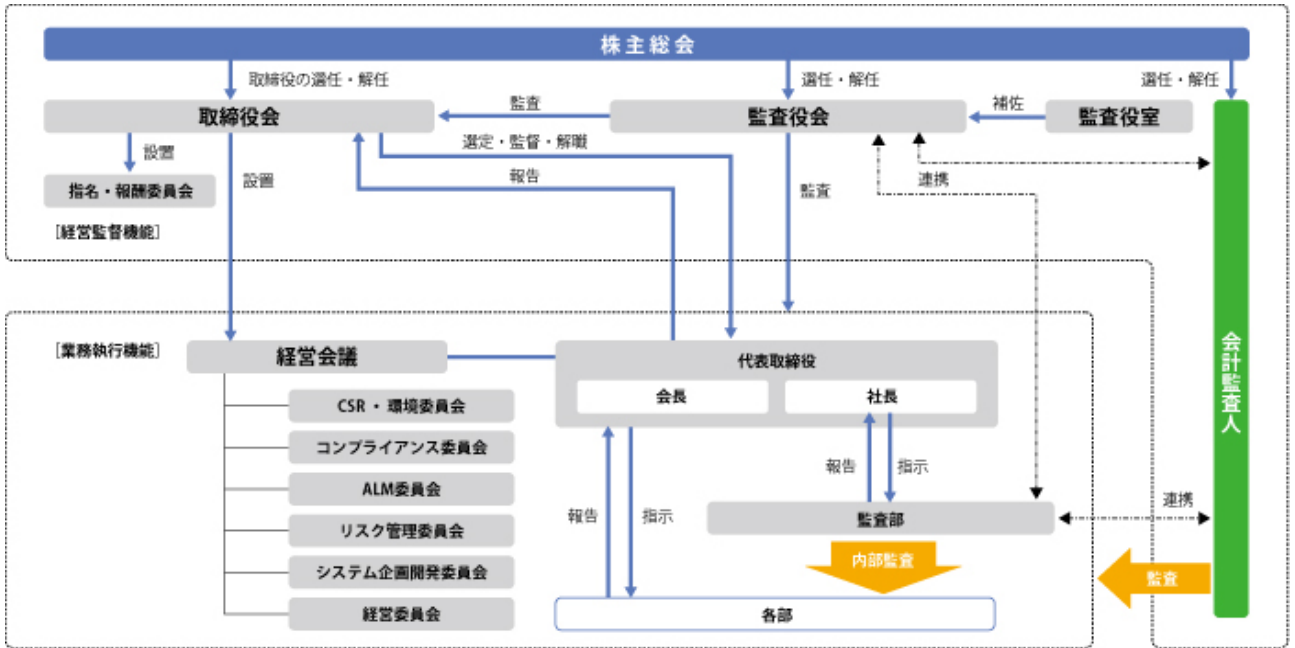 株主総会
取締役の選任・解任
選任・解任
選任・解任
取締役会
監査
監査役会
補佐
監査役室
選定・監督・解職
設置
報告
設置
連携
監査
指名・報酬委員会
[経営監督機能]
[業務執行機能]
経営会議
代表取締役
会長
社長
会計監査人
CSR ・ 環境委員会
コンプライアンス委員会
ALM委員会
リスク管理委員会
システム企画開発委員会
経営委員会
報告
指示
報告
指示
監査部
連携
内部監査
監査
各部